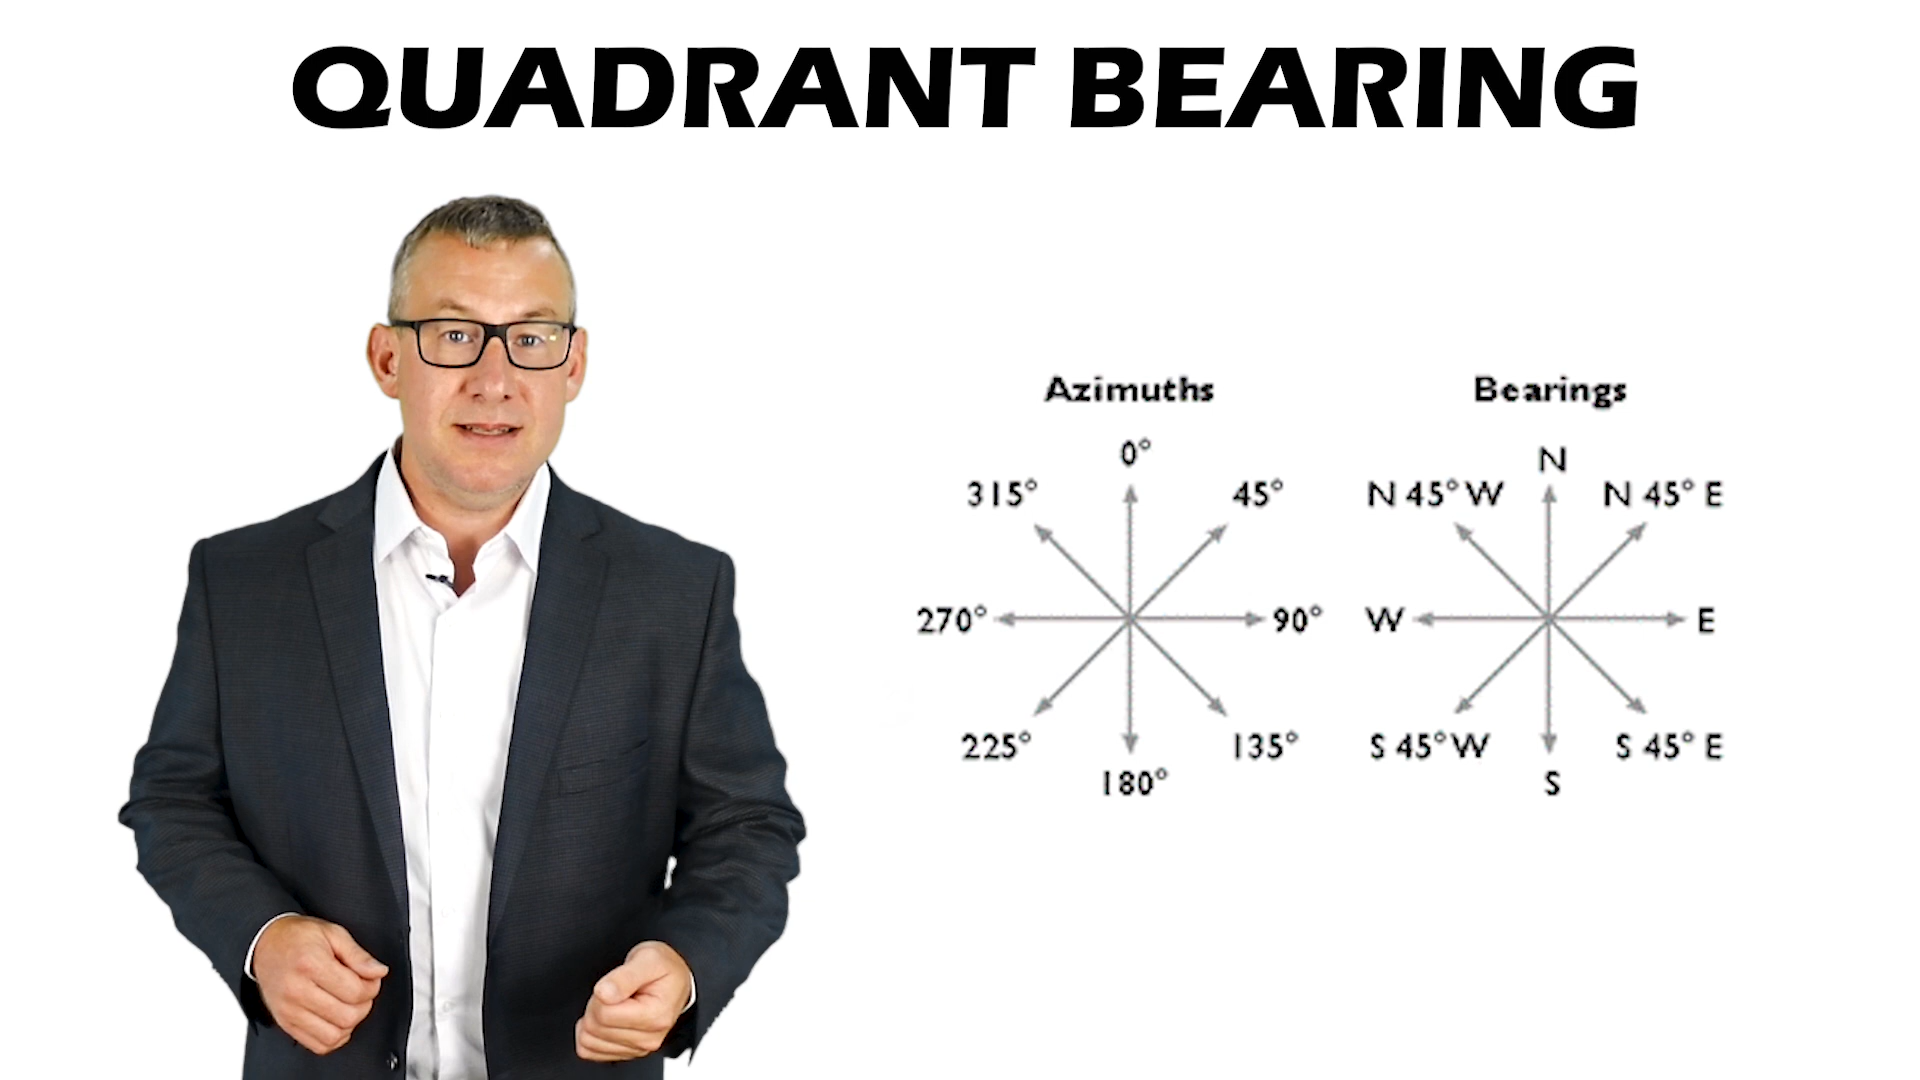 QUADRANT BEARING
Azimuths
0°
315°
45°
270°
90°
225°
135°
180°
Bearings
N
N 45° W
N 45° E
W
E
S 45° W
S 45° E
S